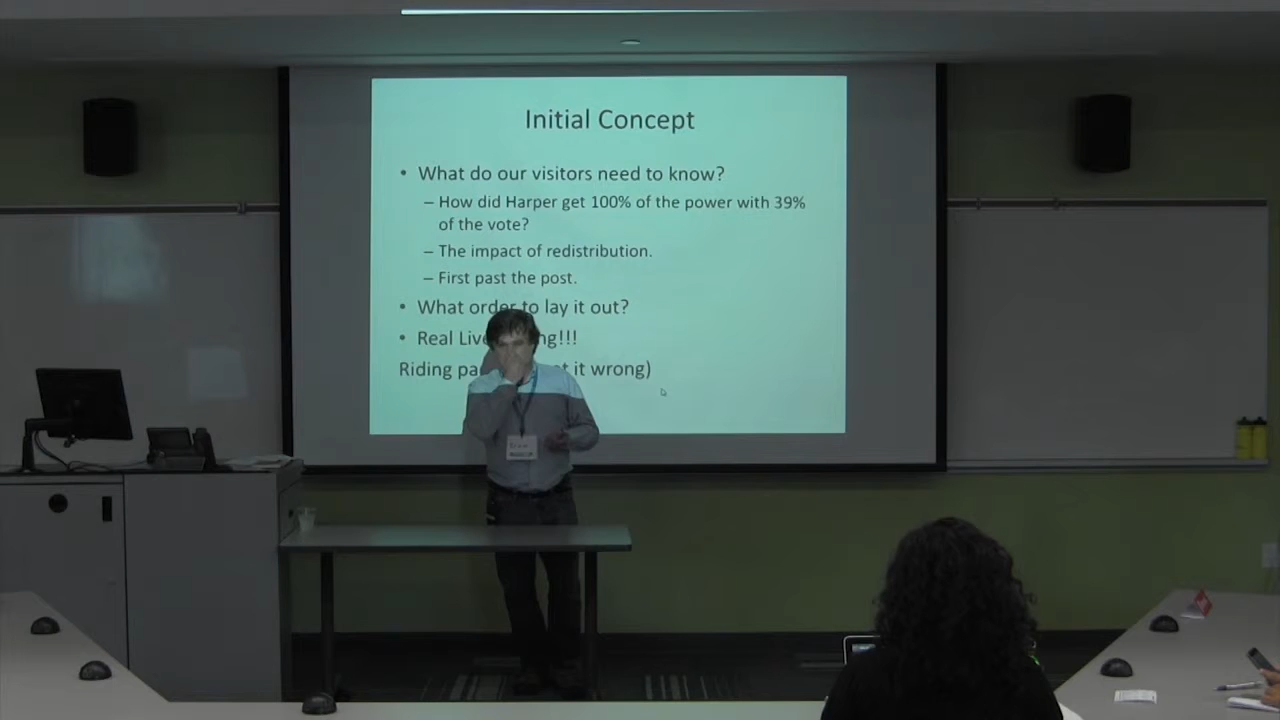 Initial Concept
• What do our visitors need to know?
– How did Harper get 100% of the power with 39%
of the vote?
– The impact of redistribution.
– First past the post.
• What order to lay it out?
• Real Live ng!!!
Riding pa t it wrong)